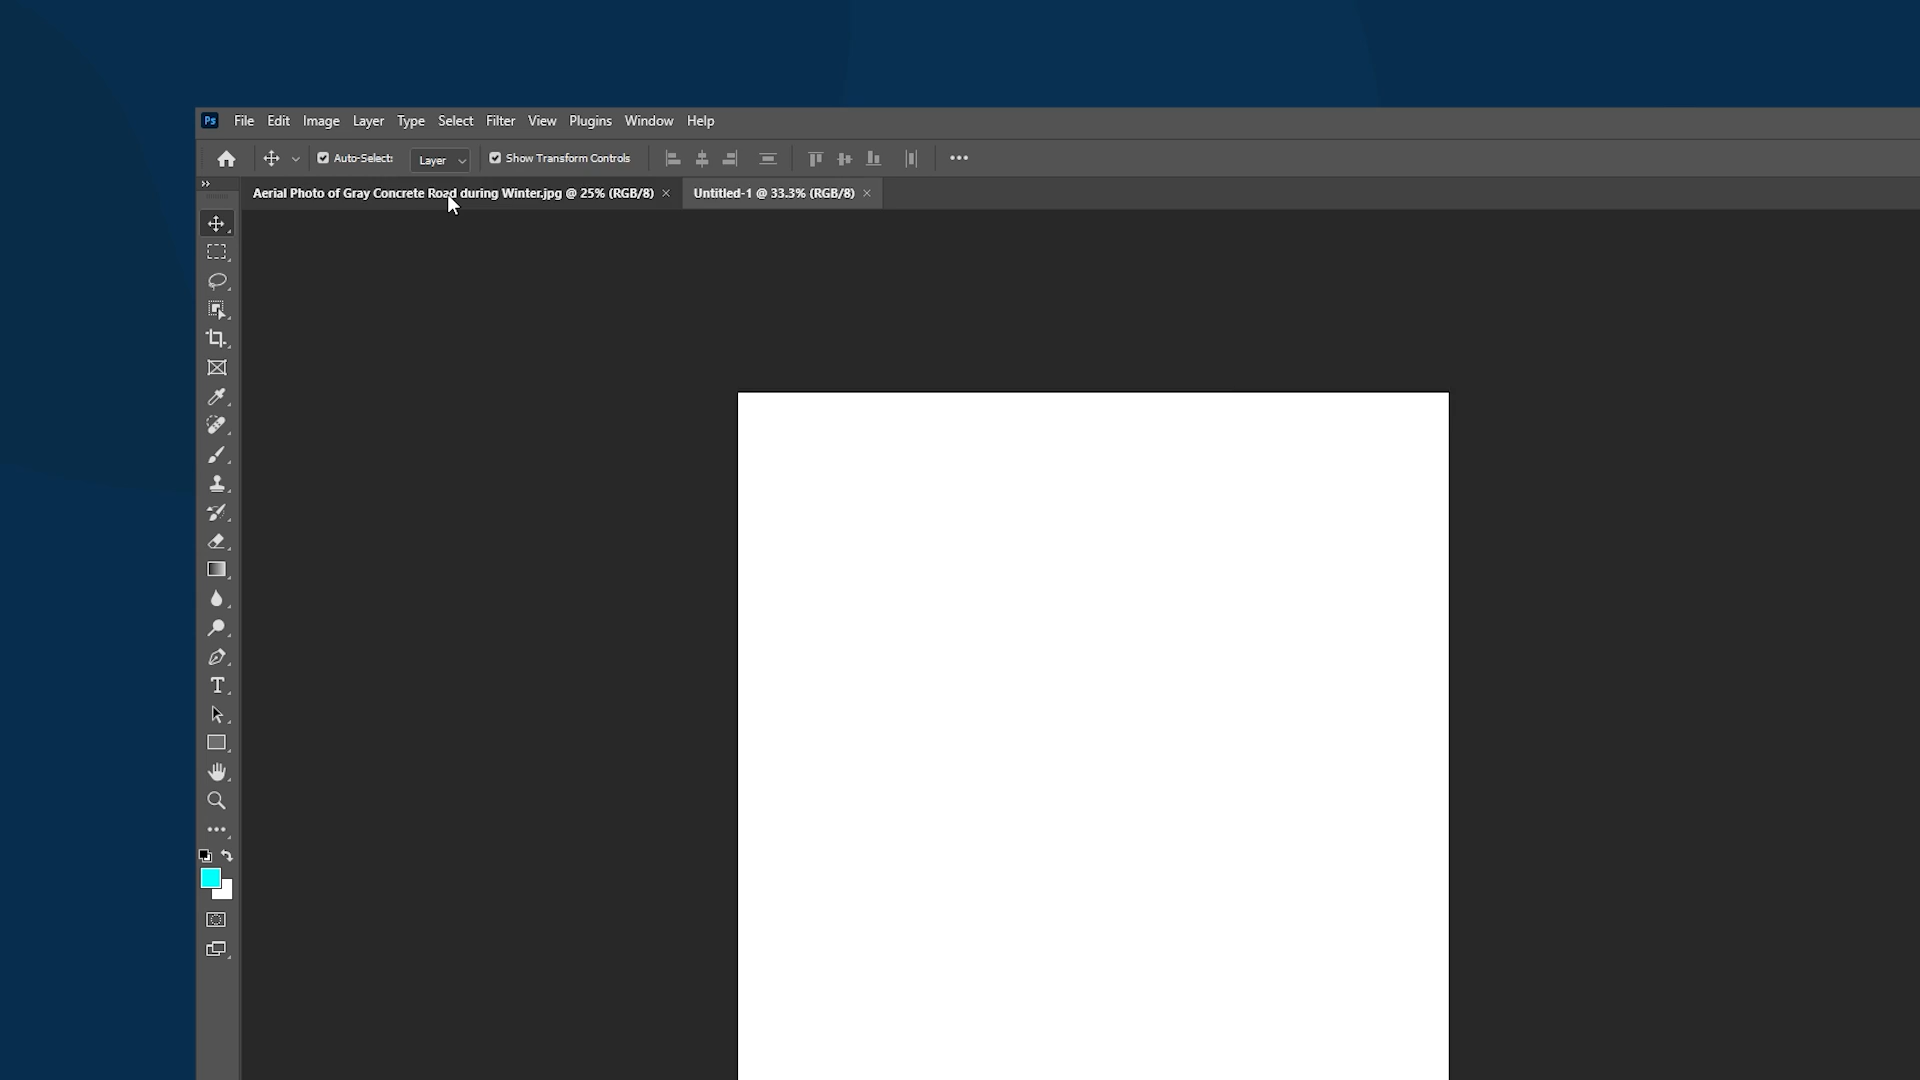 Ps File Edit Image Layer Type Select Filter View Plugins Window Help
Auto-Select: Layer Show Transform Controls
Aerial Photo of Gray Concrete Road during Winter.jpg @ 25% (RGB/8) × Untitled-1 @ 33.3% (RGB/8) ×